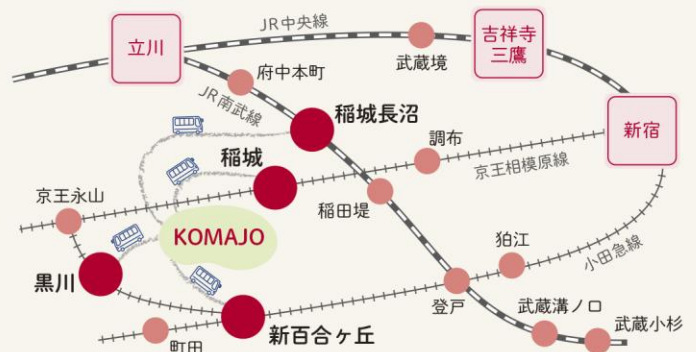 JR中央線
立川
吉祥寺
三鷹
武蔵境
府中本町
JR南武線
稲城長沼
新宿
調布
稲城
京王相模原線
京王永山
稲田堤
KOMAJO
狛江
小田急線
黒川
登戸
武蔵溝ノ口
武蔵小杉
新百合ヶ丘
町田